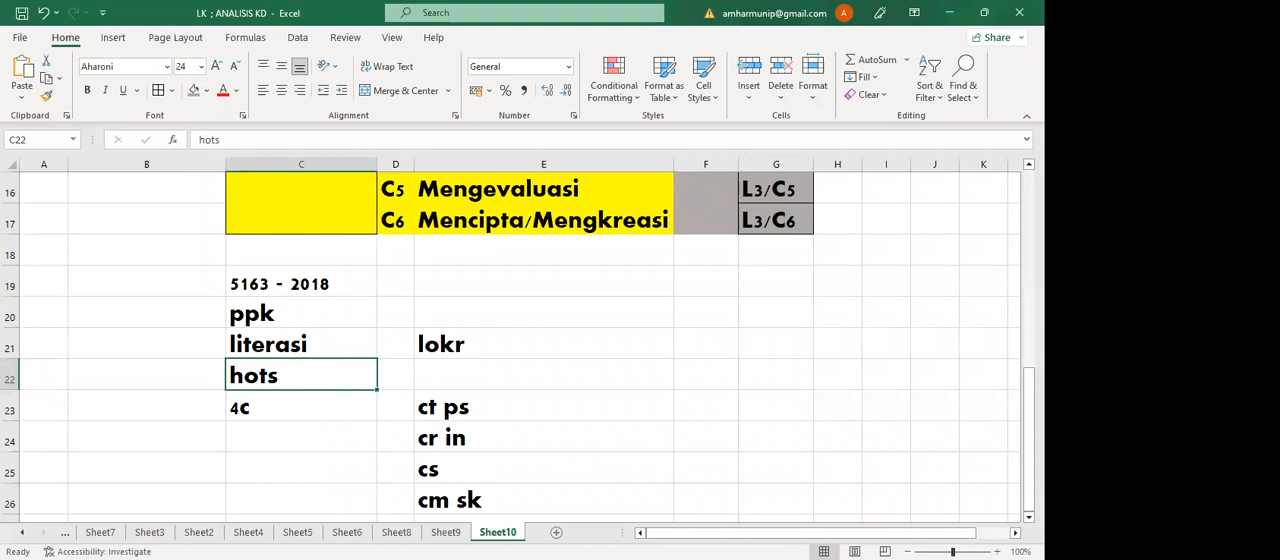 LK ; ANALISIS KD - Excel
Search
amharmunip@gmail.com A
File Home Insert Page Layout Formulas Data Review View Help Share
Paste
Aharoni 24
Wrap Text
General
Conditional Formatting
Format as Table
Cell Styles
Insert Delete Format
AutoSum
Sort & Filter
Find & Select
B I U
Merge & Center
Fill
Clear
Clipboard Font Alignment Number Styles Cells Editing
C22 fx hots
A B C D E F G H I J K
16 C5 Mengevaluasi L3/C5
17 C6 Mencipta/Mengkreasi L3/C6
18
19 5163 - 2018
20 ppk
21 literasi lokr
22 hots
23 4c ct ps
24 cr in
25 cs
26 cm sk
... Sheet7 Sheet3 Sheet2 Sheet4 Sheet5 Sheet6 Sheet8 Sheet9 Sheet10
Ready Accessibility: Investigate 100%